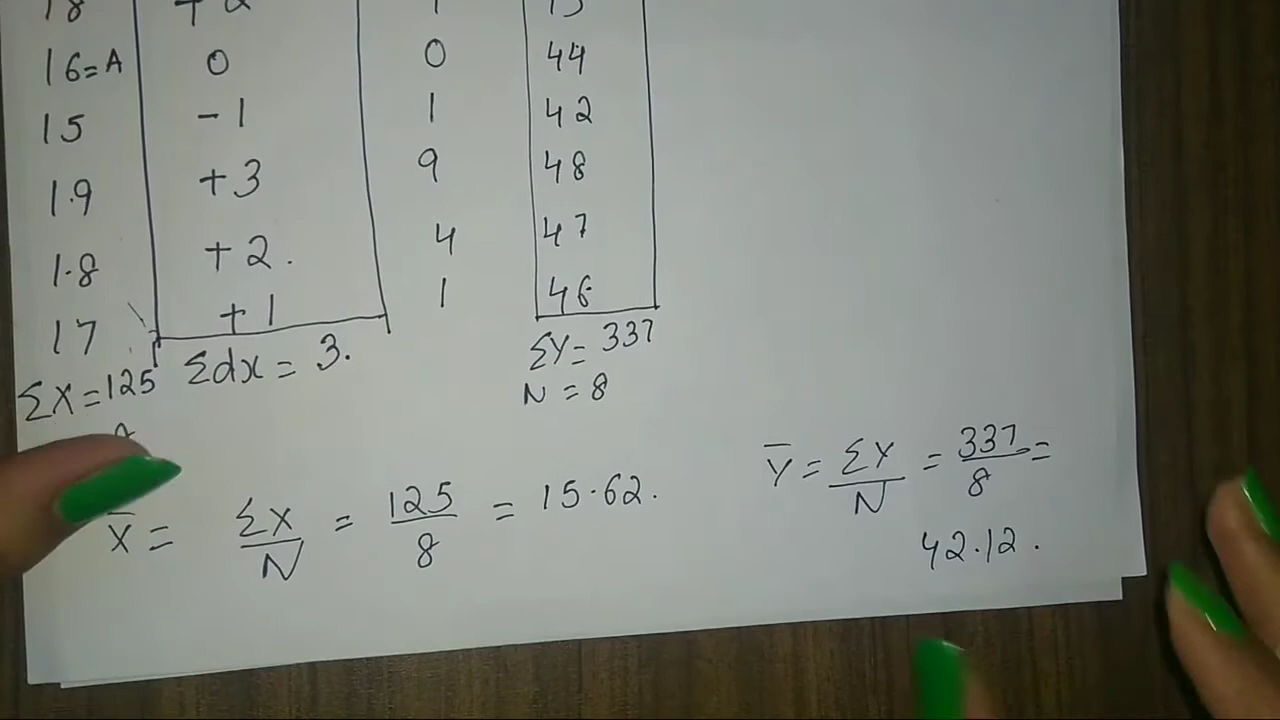 18 +2
16=A 0 0 44
15 -1 1 42
1.9 +3 9 48
1.8 +2. 4 47
17 +1 1 46
ΣX=125 Σdx = 3. ΣY= 337
N = 8
X̄ = ΣX/N = 125/8 = 15.62.
Ȳ = ΣY/N = 337/8 =
42.12.